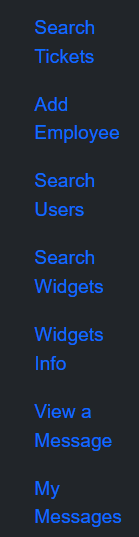 Search
Tickets
Add
Employee
Search
Users
Search
Widgets
Widgets
Info
View a
Message
My
Messages